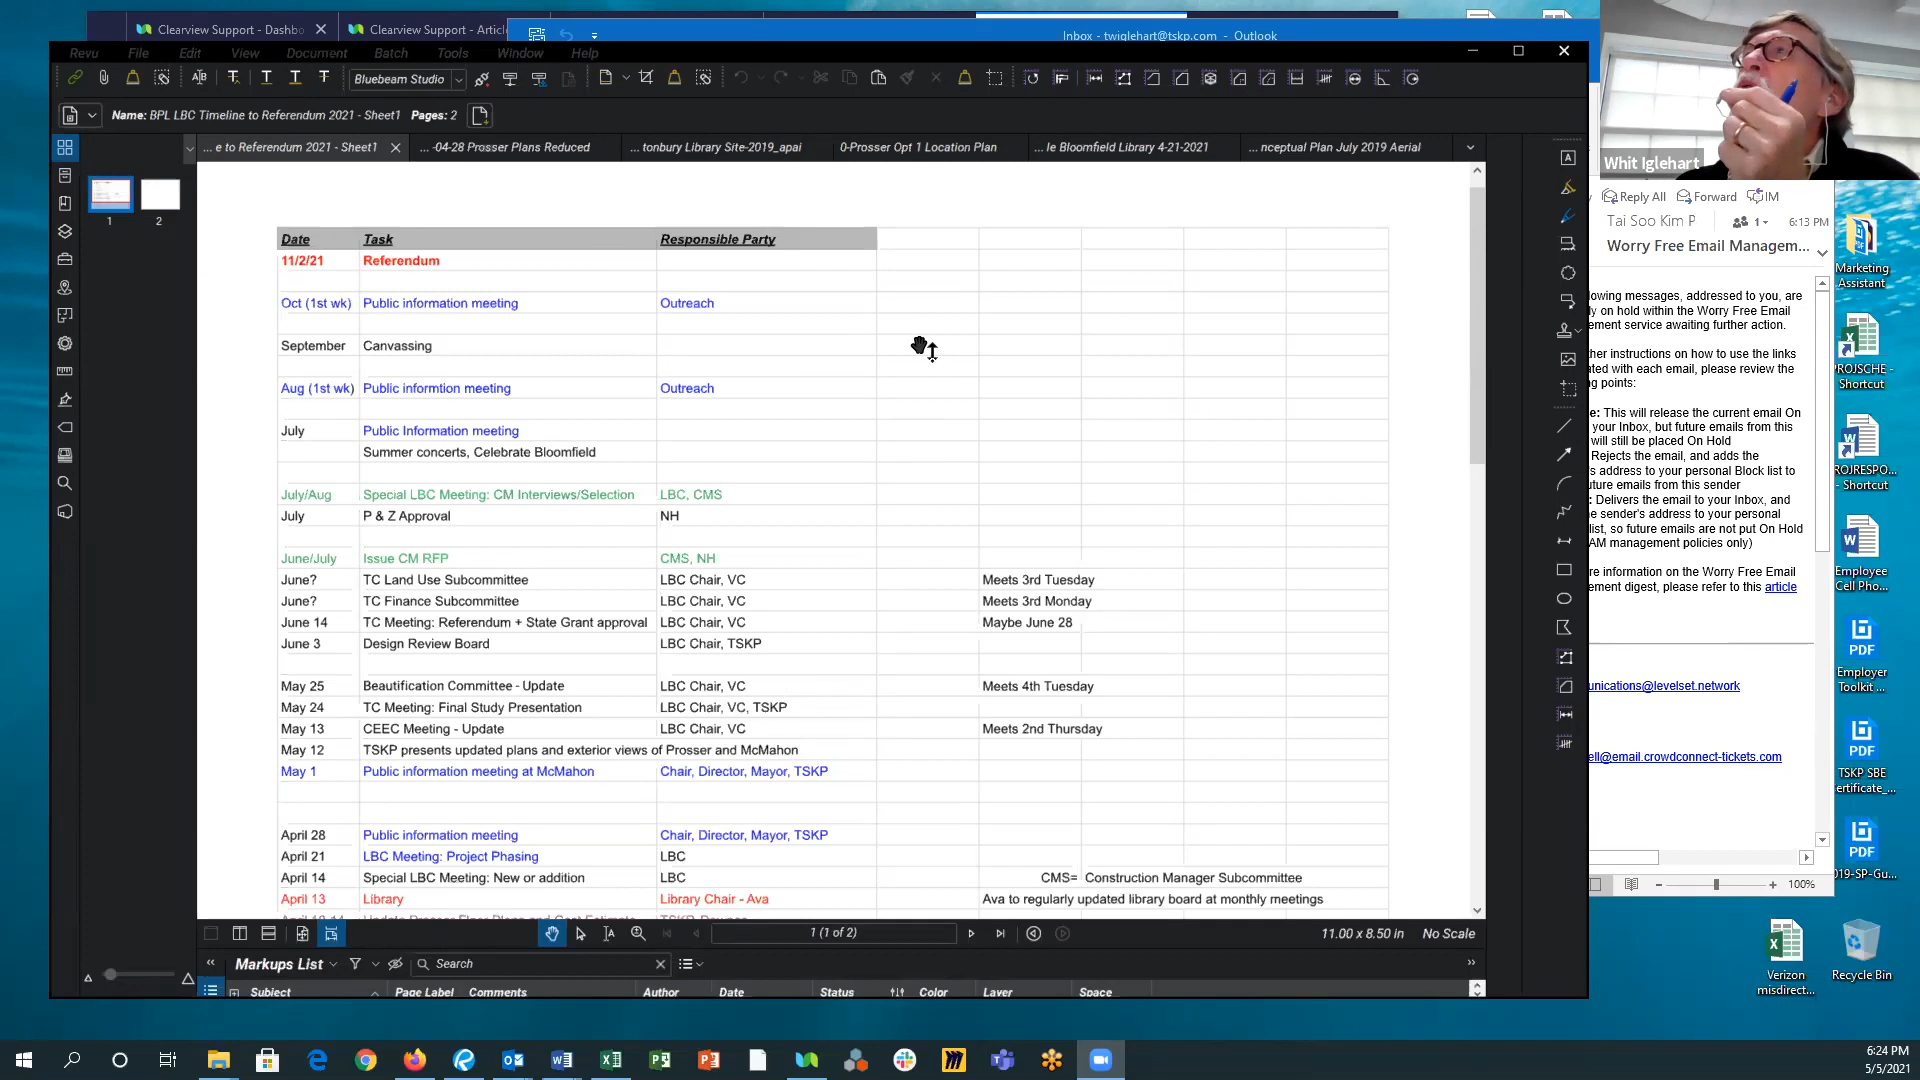 Clearview Support - Dashbo
Clearview Support - Articl
Inbox - twiglehart@tskp.com - Outlook
Revu File Edit View Document Batch Tools Window Help
Bluebeam Studio
Name: BPL LBC Timeline to Referendum 2021 - Sheet1 Pages: 2
... e to Referendum 2021 - Sheet1
...-04-28 Prosser Plans Reduced
...tonbury Library Site-2019_apai
0-Prosser Opt 1 Location Plan
...le Bloomfield Library 4-21-2021
...nceptual Plan July 2019 Aerial
1
2
Date Task Responsible Party
11/2/21 Referendum
Oct (1st wk) Public information meeting Outreach
September Canvassing
Aug (1st wk) Public informtion meeting Outreach
July Public Information meeting
Summer concerts, Celebrate Bloomfield
July/Aug Special LBC Meeting: CM Interviews/Selection LBC, CMS
July P & Z Approval NH
June/July Issue CM RFP CMS, NH
June? TC Land Use Subcommittee LBC Chair, VC Meets 3rd Tuesday
June? TC Finance Subcommittee LBC Chair, VC Meets 3rd Monday
June 14 TC Meeting: Referendum + State Grant approval LBC Chair, VC Maybe June 28
June 3 Design Review Board LBC Chair, TSKP
May 25 Beautification Committee - Update LBC Chair, VC Meets 4th Tuesday
May 24 TC Meeting: Final Study Presentation LBC Chair, VC, TSKP
May 13 CEEC Meeting - Update LBC Chair, VC Meets 2nd Thursday
May 12 TSKP presents updated plans and exterior views of Prosser and McMahon
May 1 Public information meeting at McMahon Chair, Director, Mayor, TSKP
April 28 Public information meeting Chair, Director, Mayor, TSKP
April 21 LBC Meeting: Project Phasing LBC
April 14 Special LBC Meeting: New or addition LBC CMS= Construction Manager Subcommittee
April 13 Library Library Chair - Ava Ava to regularly updated library board at monthly meetings
1 (1 of 2)
11.00 x 8.50 in No Scale
Markups List
Search
Subject Page Label Comments Author Date Status Color Layer Space
Whit Iglehart
Reply All Forward IM
Tai Soo Kim P
1
6:13 PM
Worry Free Email Managem...
owing messages, addressed to you, are
y on hold within the Worry Free Email
ement service awaiting further action.
her instructions on how to use the links
ated with each email, please review the
g points:
e: This will release the current email On
your Inbox, but future emails from this
will still be placed On Hold
Rejects the email, and adds the
's address to your personal Block list to
uture emails from this sender
: Delivers the email to your Inbox, and
e sender's address to your personal
list, so future emails are not put On Hold
AM management policies only)
re information on the Worry Free Email
ement digest, please refer to this article
unications@levelset.network
ell@email.crowdconnect-tickets.com
100%
Marketing
Assistant
PROJSCHE -
Shortcut
ROJRESPO...
- Shortcut
Employee
Cell Pho...
PDF
Employer
Toolkit ...
PDF
TSKP SBE
ertificate_...
PDF
019-SP-Gu...
Verizon
misdirect...
Recycle Bin
6:24 PM
5/5/2021